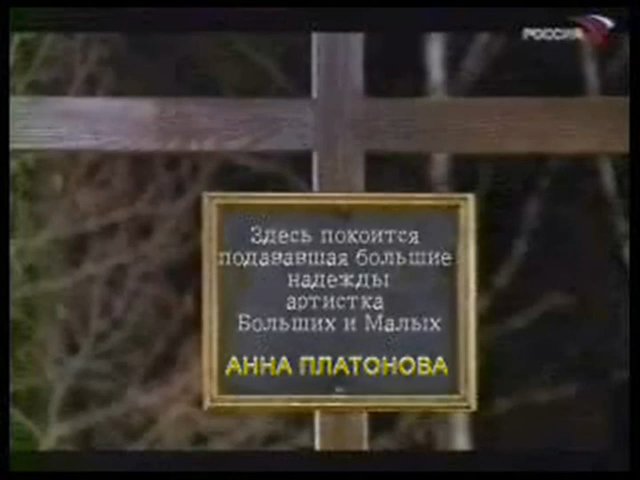 РОССИЯ
Здесь покоится
подававшая большие
надежды
артистка
Больших и Малых
АННА ПЛАТОНОВА